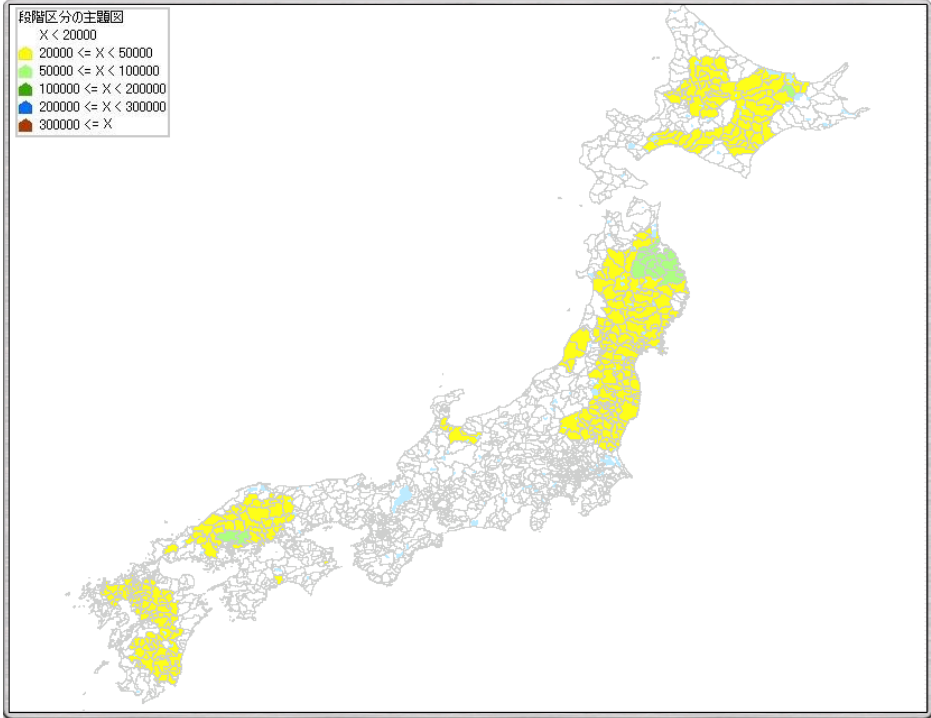 段階区分の主題図
X < 20000
20000 <= X < 50000
50000 <= X < 100000
100000 <= X < 200000
200000 <= X < 300000
300000 <= X